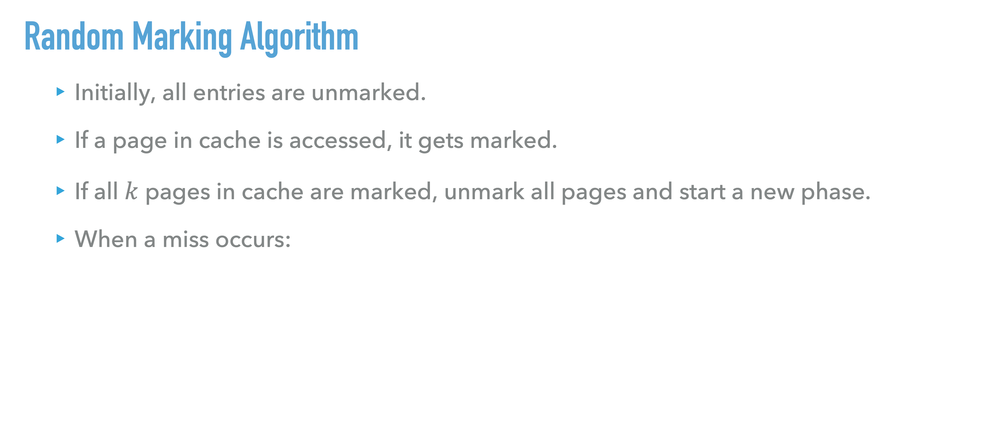 Random Marking Algorithm
▸ Initially, all entries are unmarked.
▸ If a page in cache is accessed, it gets marked.
▸ If all k pages in cache are marked, unmark all pages and start a new phase.
▸ When a miss occurs: